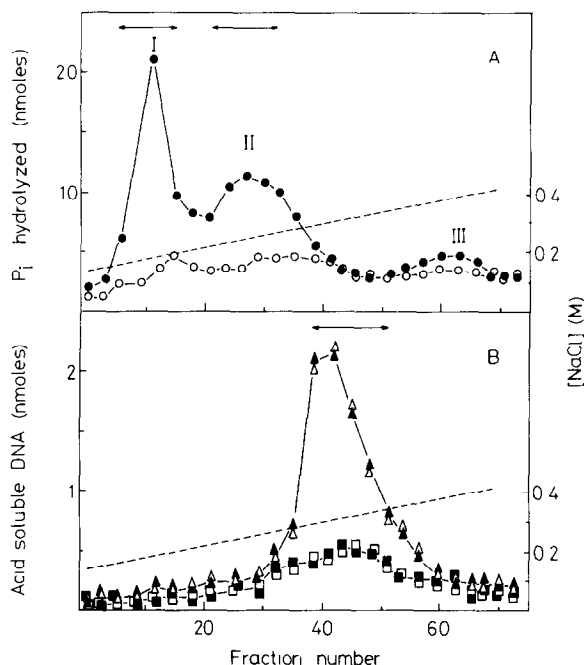 I
A
20
II
10
0.4
III
0.2
Pi hydrolyzed (nmoles)
B
2
1
0.4
0.2
Acid soluble DNA (nmoles)
[NaCl] (M)
20
40
60
Fraction number